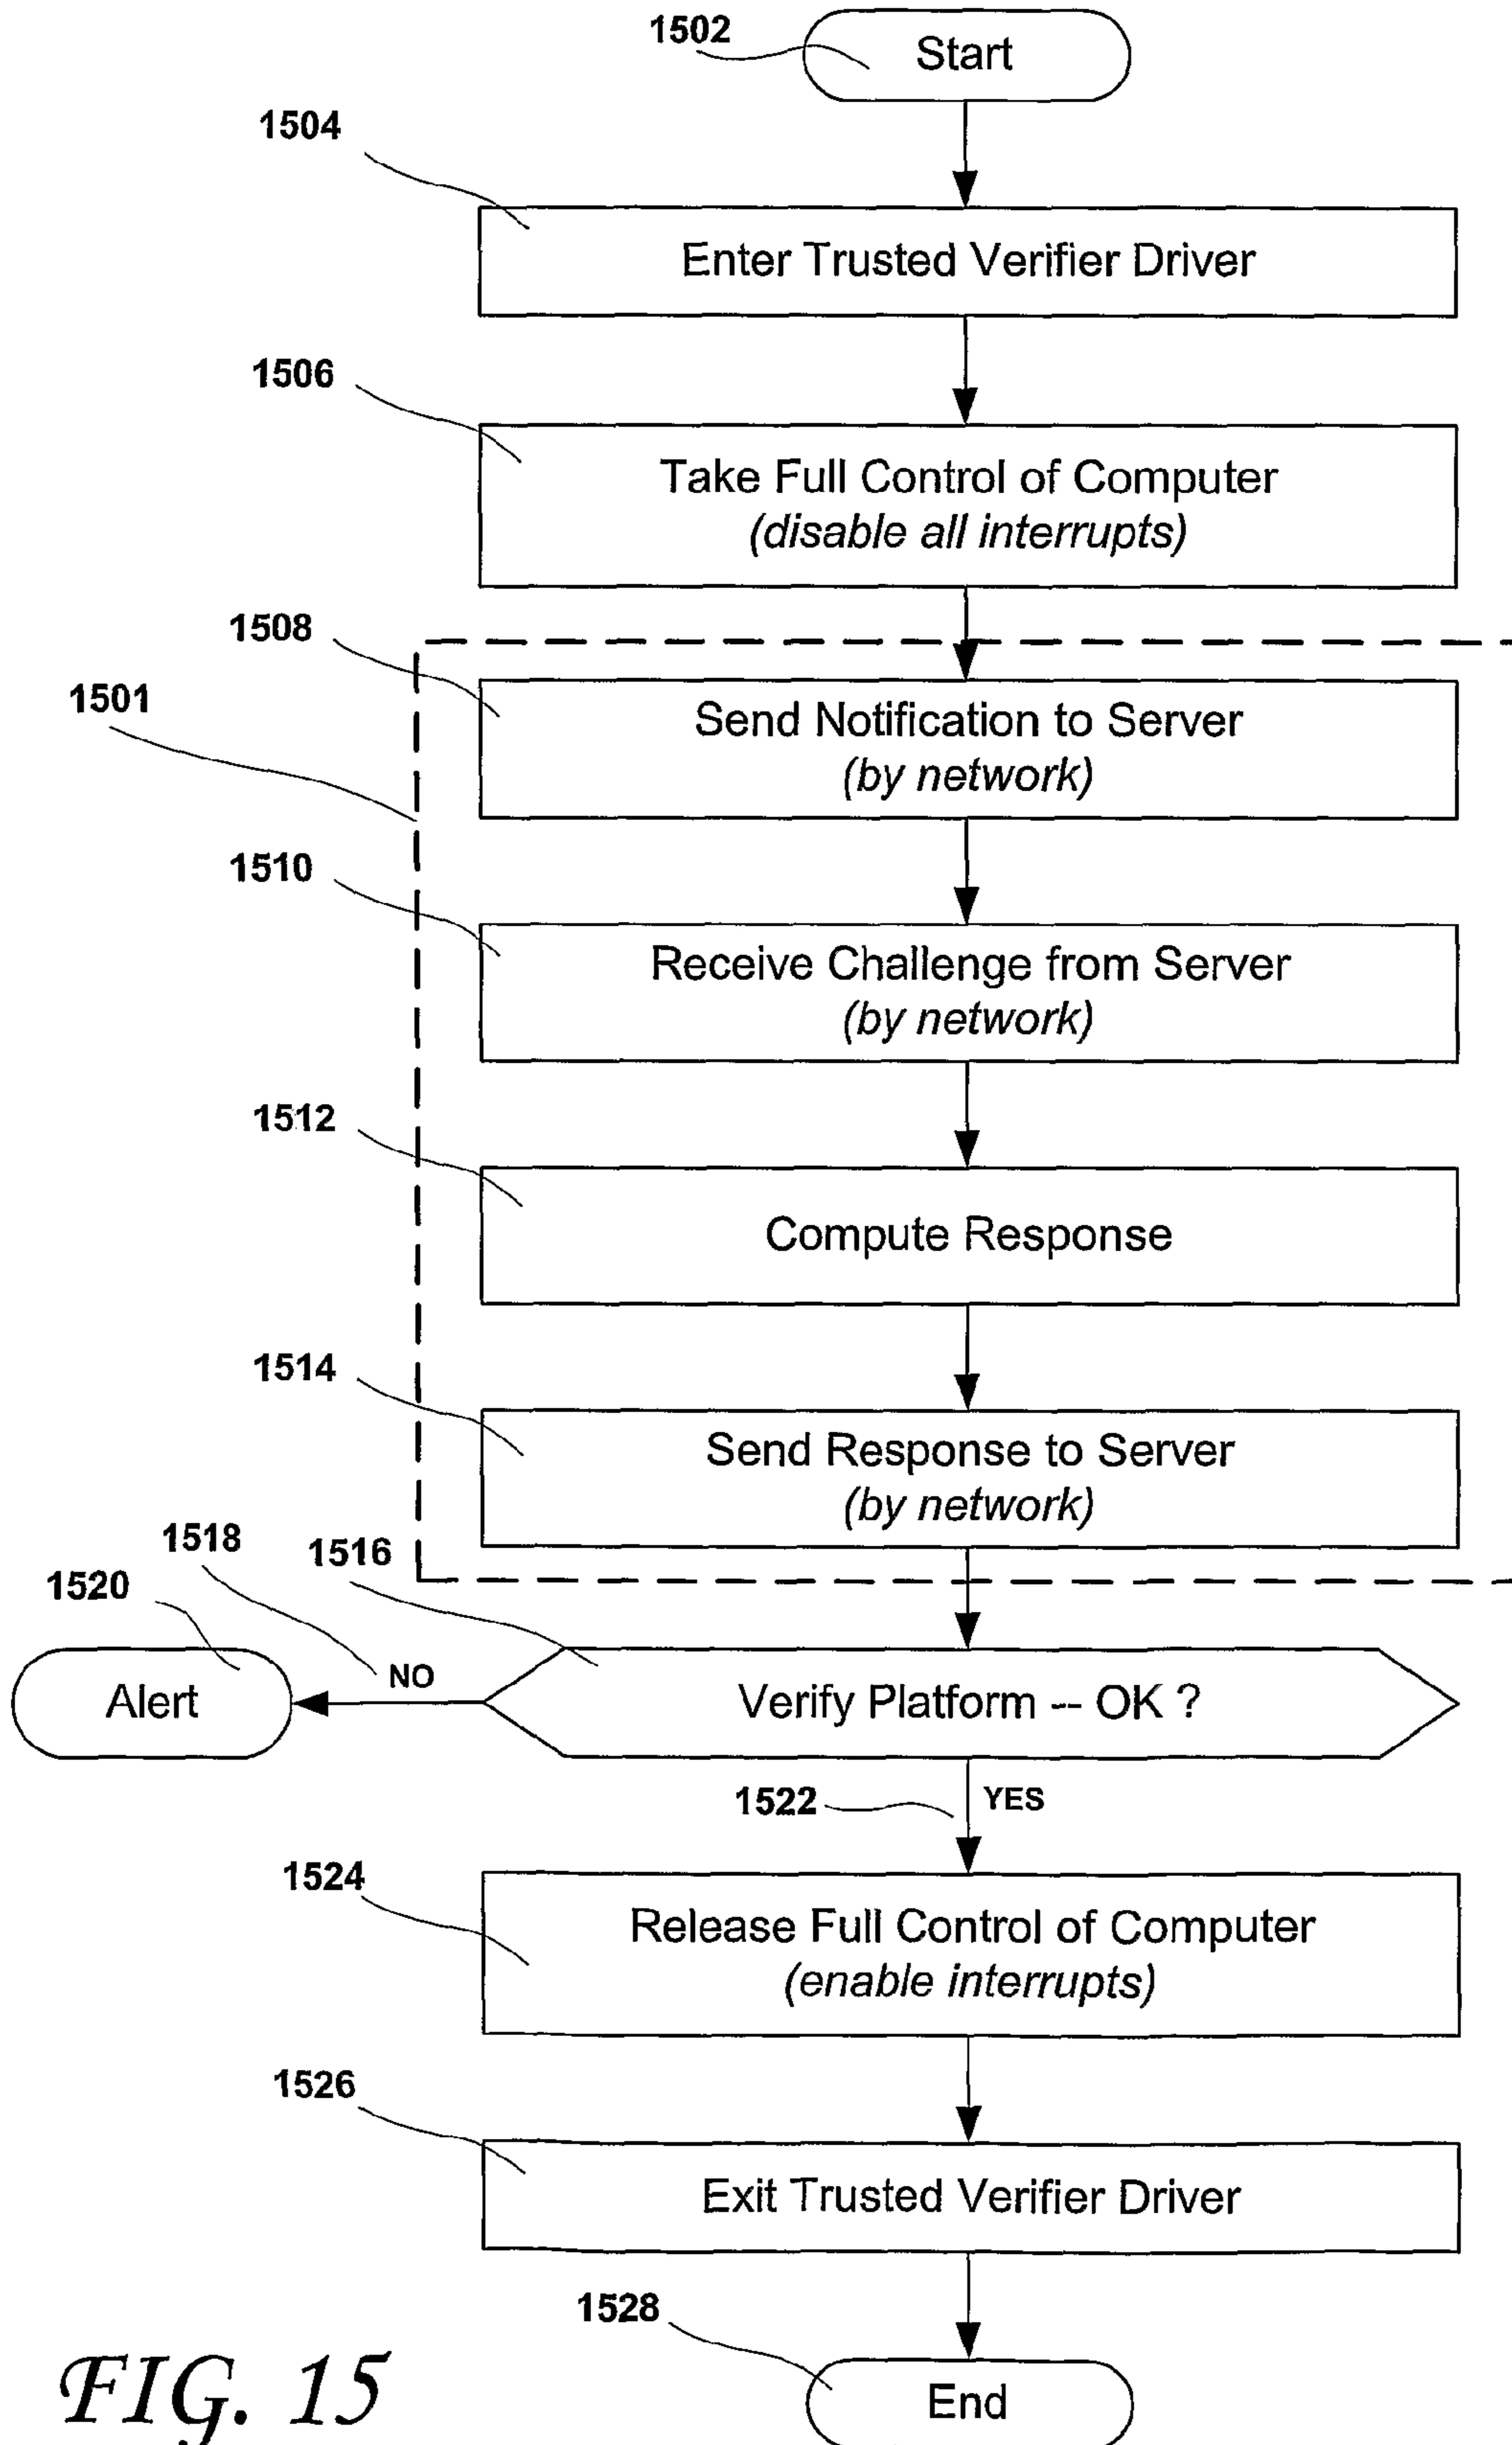 1502
Start
1504
Enter Trusted Verifier Driver
1506
Take Full Control of Computer
(disable all interrupts)
1508
1501
Send Notification to Server
(by network)
1510
Receive Challenge from Server
(by network)
1512
Compute Response
1514
Send Response to Server
(by network)
1518
1516
1520
Alert
NO
Verify Platform -- OK ?
1522
YES
1524
Release Full Control of Computer
(enable interrupts)
1526
Exit Trusted Verifier Driver
1528
End
FIG. 15